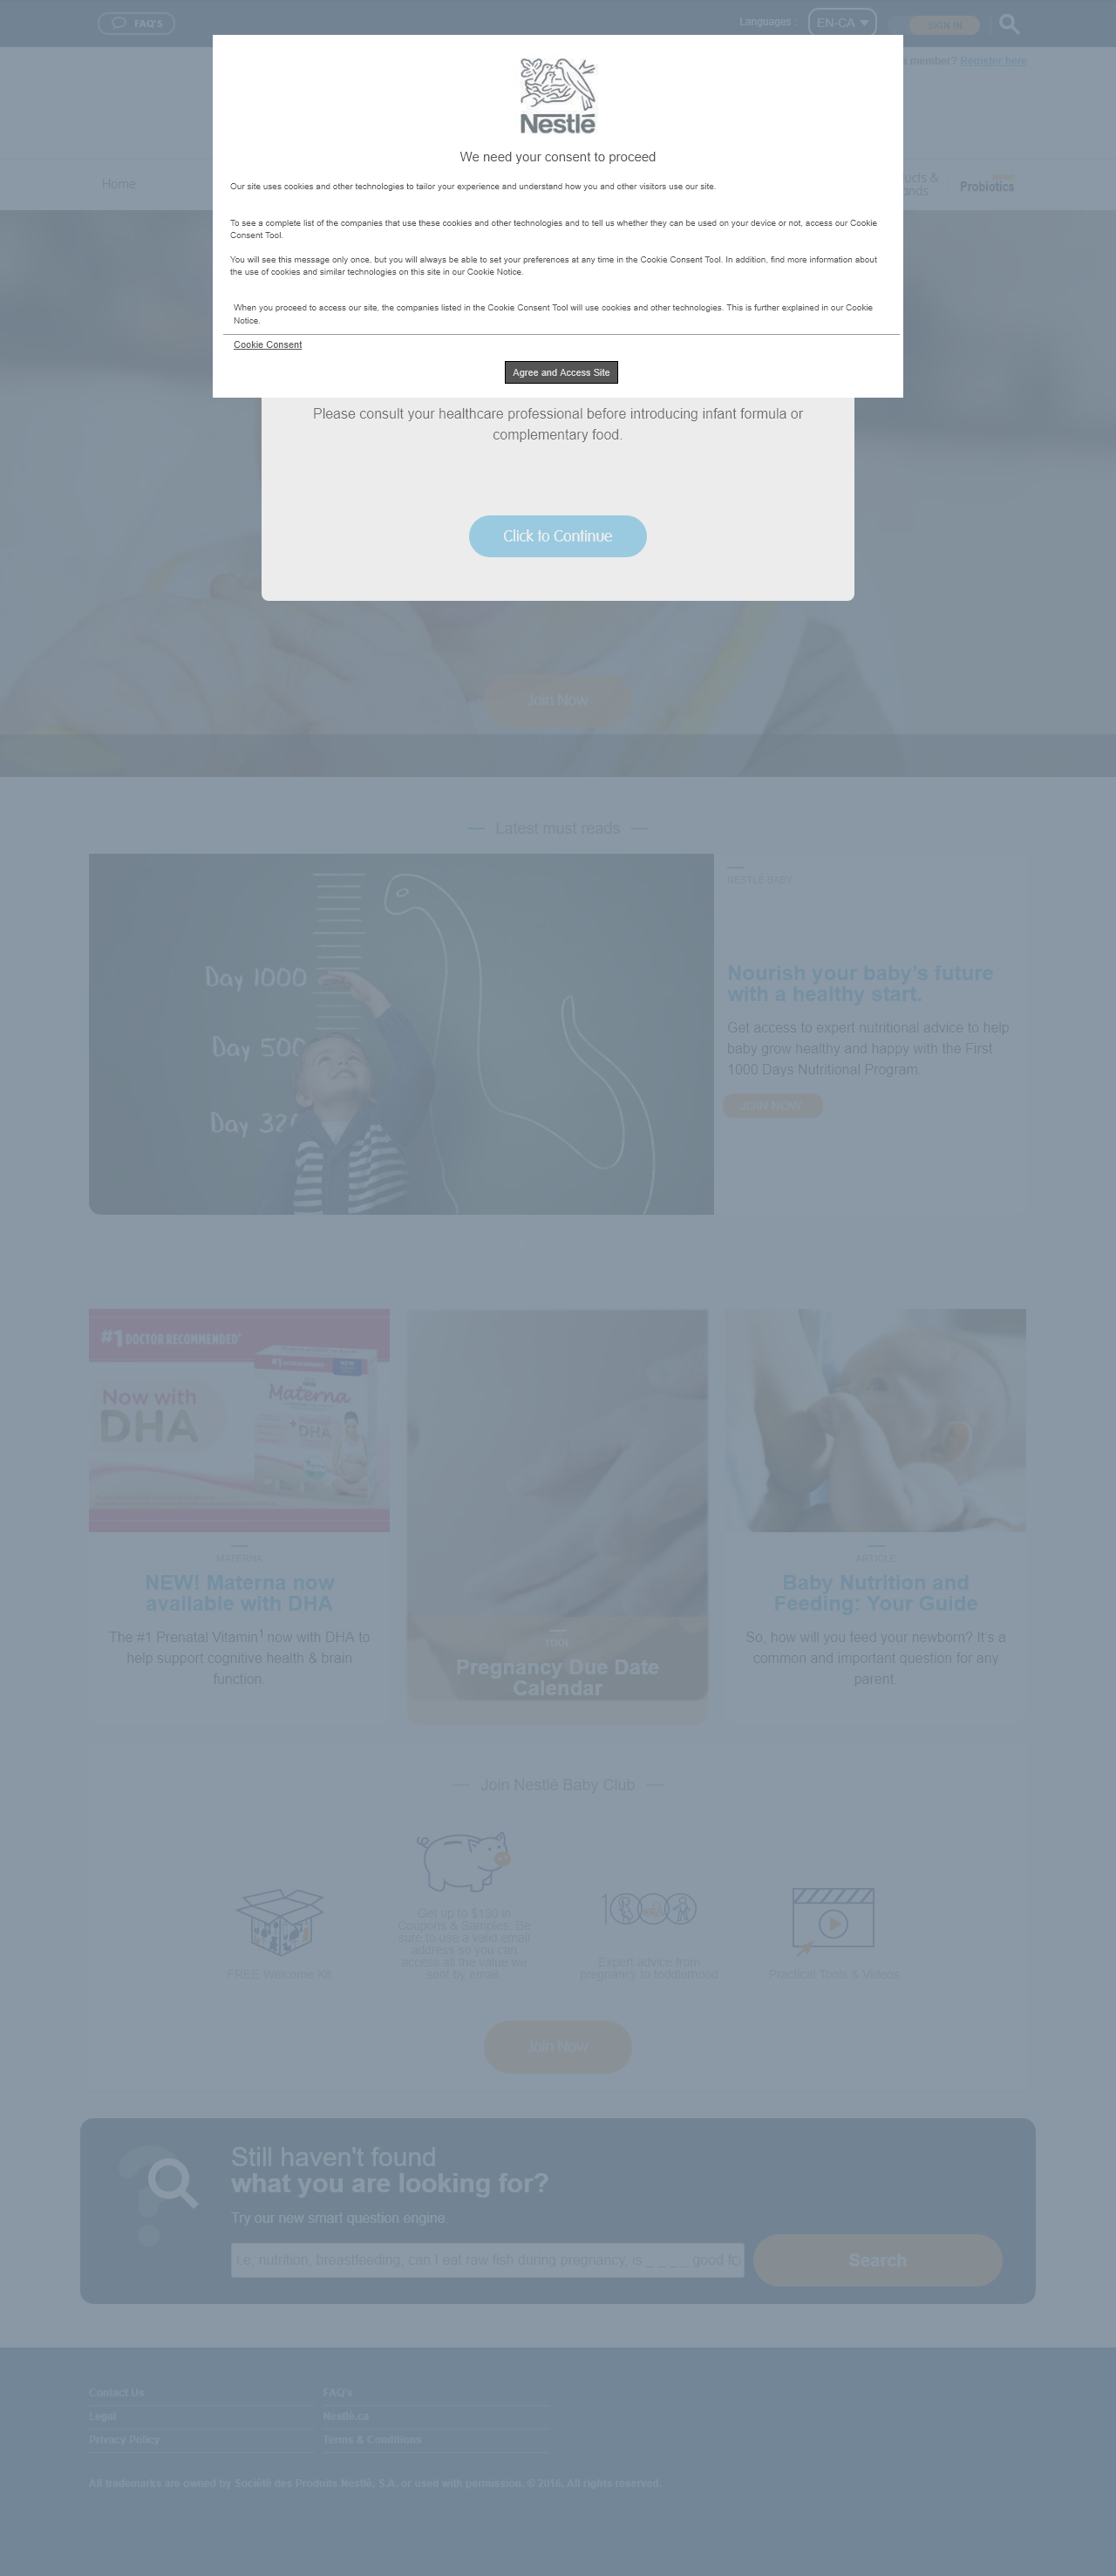 FAQ'S
Languages :
EN-CA
SIGN IN
a member? Register here
Nestlé
We need your consent to proceed
Our site uses cookies and other technologies to tailor your experience and understand how you and other visitors use our site.
To see a complete list of the companies that use these cookies and other technologies and to tell us whether they can be used on your device or not, access our Cookie
Consent Tool.
You will see this message only once, but you will always be able to set your preferences at any time in the Cookie Consent Tool. In addition, find more information about
the use of cookies and similar technologies on this site in our Cookie Notice.
When you proceed to access our site, the companies listed in the Cookie Consent Tool will use cookies and other technologies. This is further explained in our Cookie
Notice.
Cookie Consent
Agree and Access Site
Home
Probiotics
Please consult your healthcare professional before introducing infant formula or
complementary food.
Click to Continue
Join Now
Latest must reads
Day 1000
Day 500
Day 32
NESTLÉ BABY
Nourish your baby's future
with a healthy start.
Get access to expert nutritional advice to help
baby grow healthy and happy with the First
1000 Days Nutritional Program.
JOIN NOW
#1 DOCTOR RECOMMENDED*
Now with
DHA
Materna
+DHA
MATERNA
NEW! Materna now
available with DHA
The #1 Prenatal Vitamin1 now with DHA to
help support cognitive health & brain
function.
TOOL
Pregnancy Due Date
Calendar
ARTICLE
Baby Nutrition and
Feeding: Your Guide
So, how will you feed your newborn? It's a
common and important question for any
parent.
Join Nestlé Baby Club
FREE Welcome Kit
Get up to $130 in
Coupons & Samples. Be
sure to use a valid email
address so you can
access all the value we
sent by email.
Expert advice from
pregnancy to toddlerhood
Practical Tools & Videos
Join Now
Still haven't found
what you are looking for?
Try our new smart question engine.
i.e, nutrition, breastfeeding, can I eat raw fish during pregnancy, is _ _ _ _ good fo
Search
Contact Us
FAQ's
Legal
Nestlé.ca
Privacy Policy
Terms & Conditions
All trademarks are owned by Société des Produits Nestlé, S.A. or used with permission. © 2016. All rights reserved.